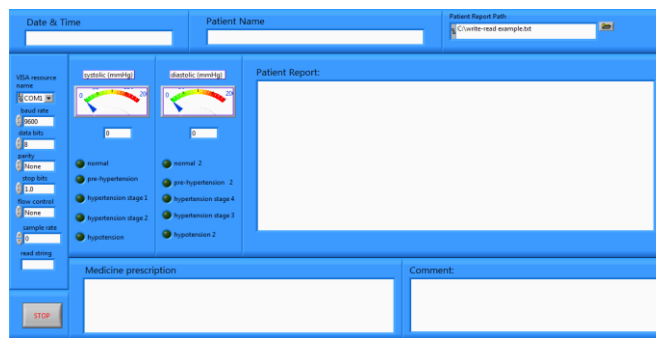 Date & Time
Patient Name
Patient Report Path
C:\write-read example.txt
VISA resource name
COM1
baud rate
9600
data bits
8
parity
None
stop bits
1.0
flow control
None
sample rate
0
read string
STOP
systolic (mmHg)
0
20
0
normal
pre-hypertension
hypertension stage 1
hypertension stage 2
hypotension
diastolic (mmHg)
0
20
0
normal 2
pre-hypertension 2
hypertension stage 4
hypertension stage 3
hypotension 2
Patient Report:
Medicine prescription
Comment: